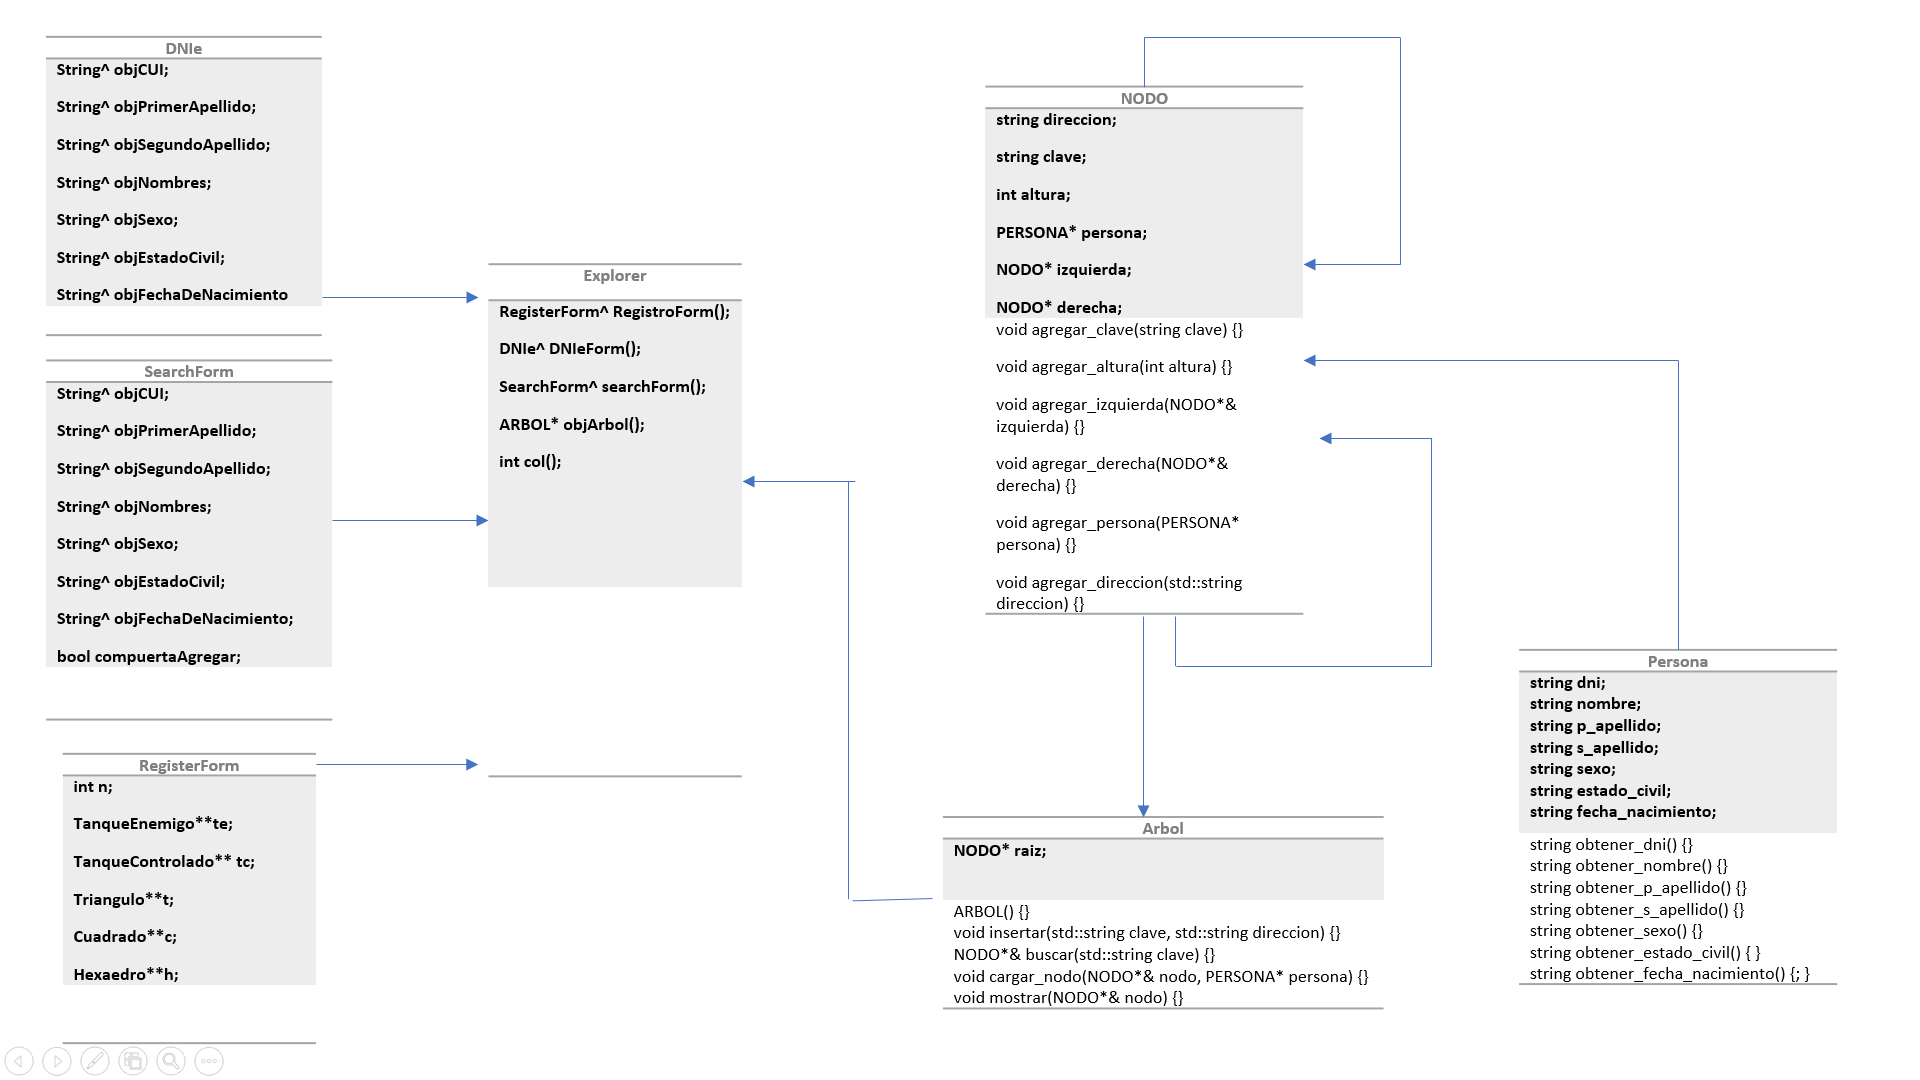 DNIe
String^ objCUI;
String^ objPrimerApellido;
String^ objSegundoApellido;
String^ objNombres;
String^ objSexo;
String^ objEstadoCivil;
String^ objFechaDeNacimiento
SearchForm
String^ objCUI;
String^ objPrimerApellido;
String^ objSegundoApellido;
String^ objNombres;
String^ objSexo;
String^ objEstadoCivil;
String^ objFechaDeNacimiento;
bool compuertaAgregar;
RegisterForm
int n;
TanqueEnemigo**te;
TanqueControlado** tc;
Triangulo**t;
Cuadrado**c;
Hexaedro**h;
Explorer
RegisterForm^ RegistroForm();
DNIe^ DNIeForm();
SearchForm^ searchForm();
ARBOL* objArbol();
int col();
NODO
string direccion;
string clave;
int altura;
PERSONA* persona;
NODO* izquierda;
NODO* derecha;
void agregar_clave(string clave) {}
void agregar_altura(int altura) {}
void agregar_izquierda(NODO*&
izquierda) {}
void agregar_derecha(NODO*&
derecha) {}
void agregar_persona(PERSONA*
persona) {}
void agregar_direccion(std::string
direccion) {}
Arbol
NODO* raiz;
ARBOL() {}
void insertar(std::string clave, std::string direccion) {}
NODO*& buscar(std::string clave) {}
void cargar_nodo(NODO*& nodo, PERSONA* persona) {}
void mostrar(NODO*& nodo) {}
Persona
string dni;
string nombre;
string p_apellido;
string s_apellido;
string sexo;
string estado_civil;
string fecha_nacimiento;
string obtener_dni() {}
string obtener_nombre() {}
string obtener_p_apellido() {}
string obtener_s_apellido() {}
string obtener_sexo() {}
string obtener_estado_civil() { }
string obtener_fecha_nacimiento() {; }